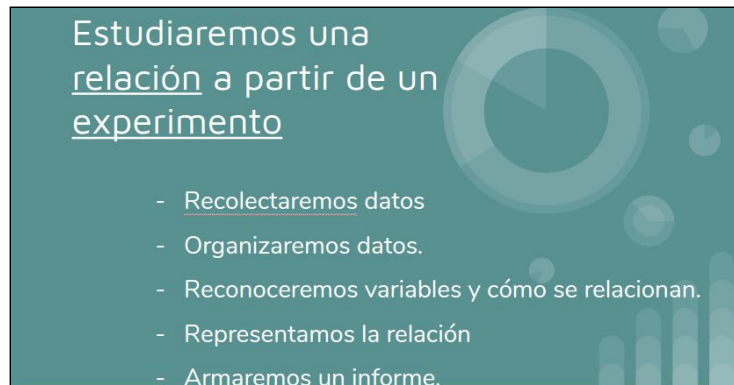 Estudiaremos una
relación a partir de un
experimento
- Recolectaremos datos
- Organizaremos datos.
- Reconoceremos variables y cómo se relacionan.
- Representamos la relación
- Armaremos un informe.